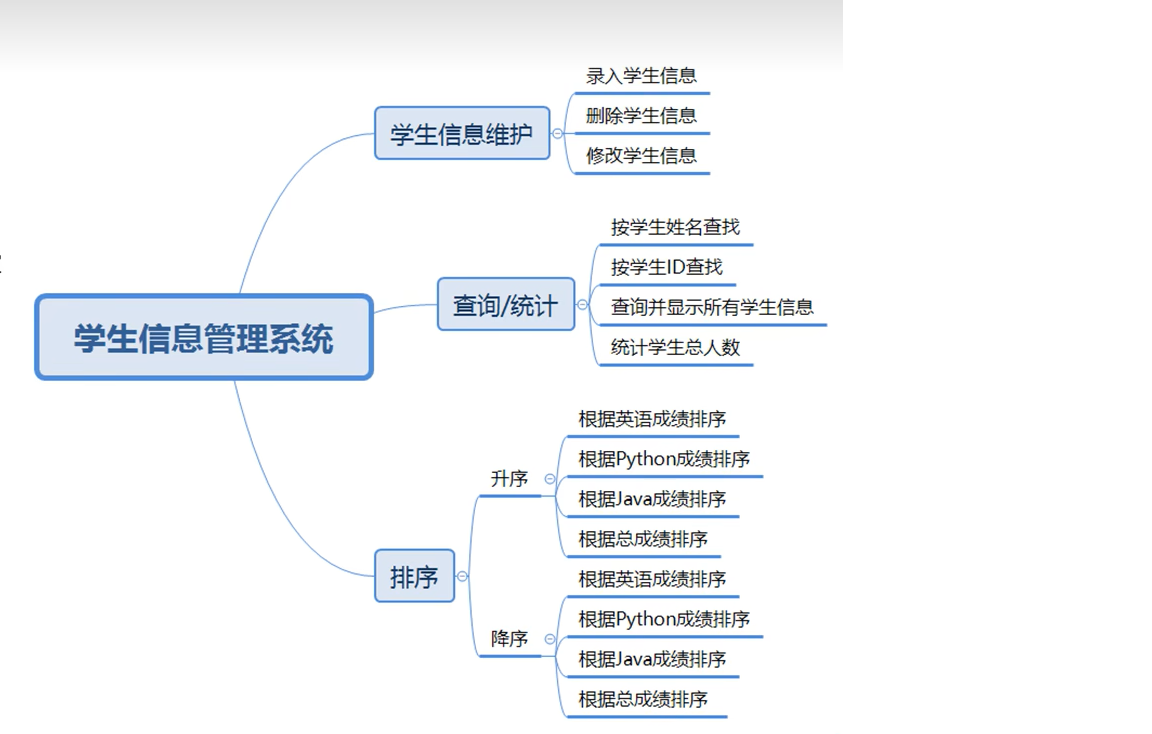 学生信息管理系统
学生信息维护
录入学生信息
删除学生信息
修改学生信息
查询/统计
按学生姓名查找
按学生ID查找
查询并显示所有学生信息
统计学生总人数
排序
升序
根据英语成绩排序
根据Python成绩排序
根据Java成绩排序
根据总成绩排序
降序
根据英语成绩排序
根据Python成绩排序
根据Java成绩排序
根据总成绩排序